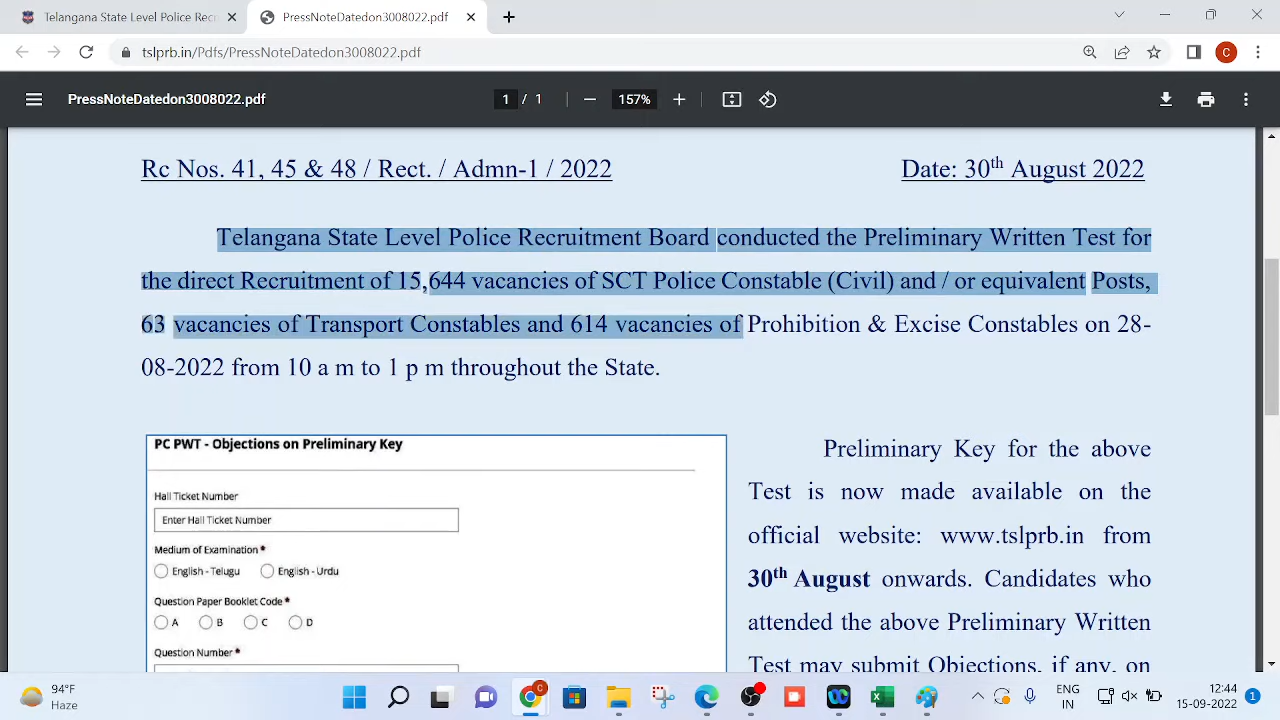 Telangana State Level Police Recr
PressNoteDatedon3008022.pdf
tslprb.in/Pdfs/PressNoteDatedon3008022.pdf
C
PressNoteDatedon3008022.pdf
1 / 1
157%
Rc Nos. 41, 45 & 48 / Rect. / Admn-1 / 2022
Date: 30th August 2022
Telangana State Level Police Recruitment Board conducted the Preliminary Written Test for
the direct Recruitment of 15,644 vacancies of SCT Police Constable (Civil) and / or equivalent Posts,
63 vacancies of Transport Constables and 614 vacancies of Prohibition & Excise Constables on 28-
08-2022 from 10 a m to 1 p m throughout the State.
PC PWT - Objections on Preliminary Key
Hall Ticket Number
Enter Hall Ticket Number
Medium of Examination *
English - Telugu English - Urdu
Question Paper Booklet Code *
A B C D
Question Number *
Preliminary Key for the above
Test is now made available on the
official website: www.tslprb.in from
30th August onwards. Candidates who
attended the above Preliminary Written
Test may submit Objections, if any, on
94°F
Haze
C
ENG
IN
12:44
15-09-2022
1